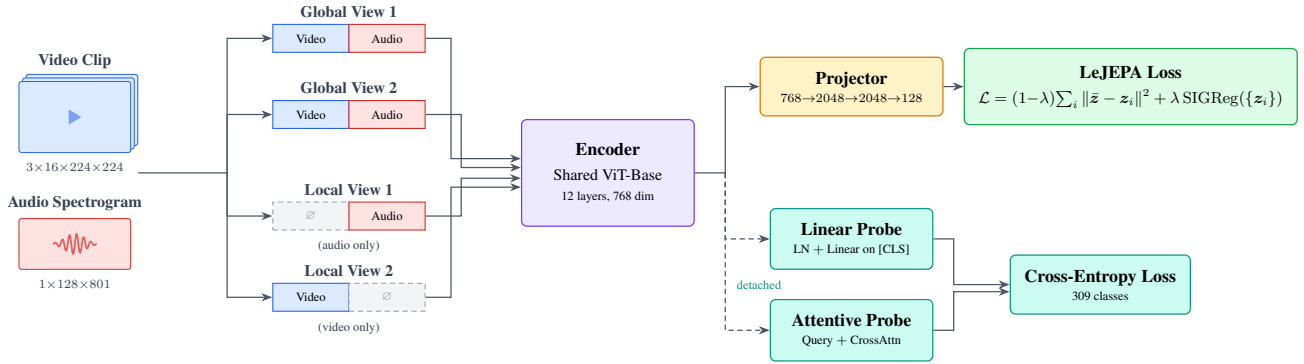 Video Clip
3×16×224×224
Audio Spectrogram
1×128×801
Global View 1
Video Audio
Global View 2
Video Audio
Local View 1
∅ Audio
(audio only)
Local View 2
Video ∅
(video only)
Encoder
Shared ViT-Base
12 layers, 768 dim
Projector
768→2048→2048→128
LeJEPA Loss
ℒ = (1−λ)∑ᵢ ‖z̄ − zᵢ‖² + λ SIGReg({zᵢ})
detached
Linear Probe
LN + Linear on [CLS]
Attentive Probe
Query + CrossAttn
Cross-Entropy Loss
309 classes